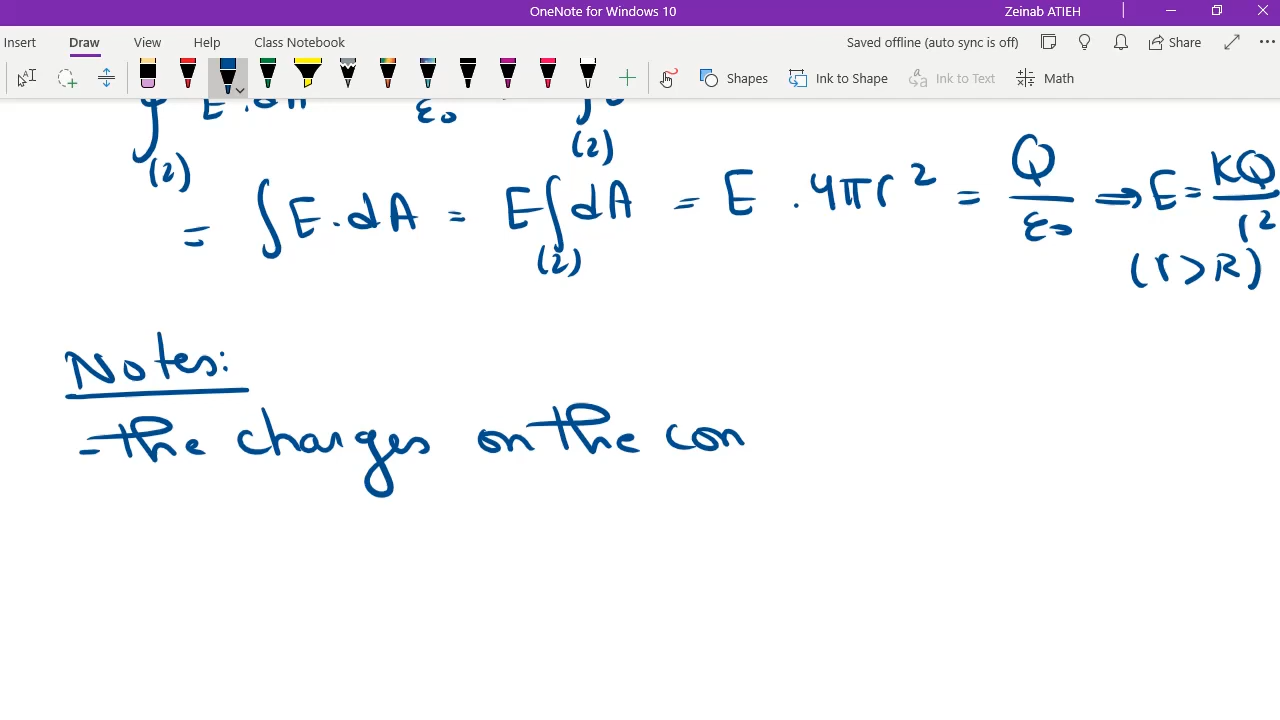 OneNote for Windows 10
Zeinab ATIEH
Insert Draw View Help Class Notebook Saved offline (auto sync is off) Share
Shapes Ink to Shape Ink to Text Math
∮ E . dA
(2) ε₀ (2)
= ∫ E . dA = E ∫ dA = E . 4πr² = Q/ε₀ ⇒ E = KQ/r²
(2) (r > R)
Notes:
- the charges on the con